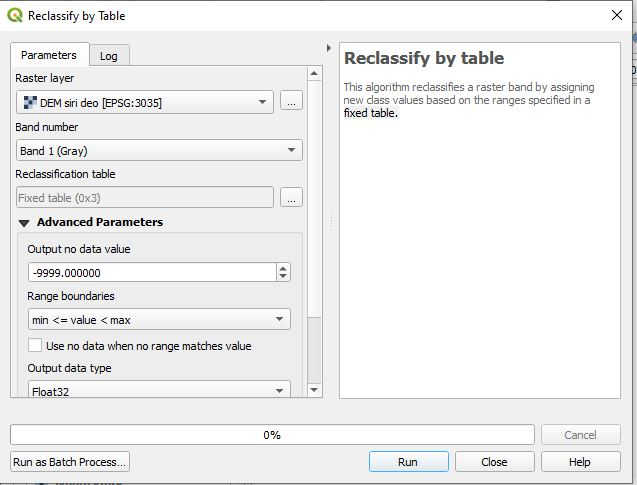 Reclassify by Table
Parameters
Log
Raster layer
DEM siri deo [EPSG:3035]
...
Band number
Band 1 (Gray)
Reclassification table
Fixed table (0x3)
...
Advanced Parameters
Output no data value
-9999.000000
Range boundaries
min <= value < max
Use no data when no range matches value
Output data type
Float32
Reclassify by table
This algorithm reclassifies a raster band by assigning
new class values based on the ranges specified in a
fixed table.
0%
Cancel
Run as Batch Process...
Run
Close
Help